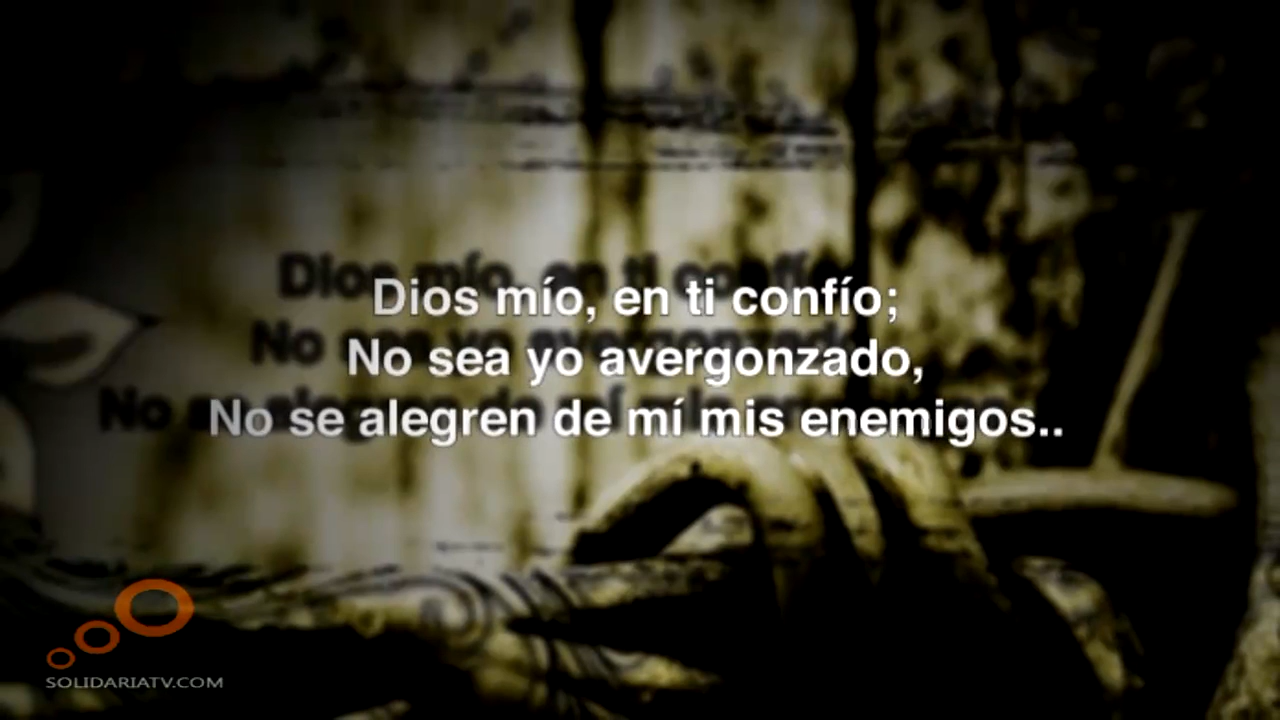 Dios mío, en ti confío;
No sea yo avergonzado,
No se alegren de mí mis enemigos..
SOLIDARIATV.COM